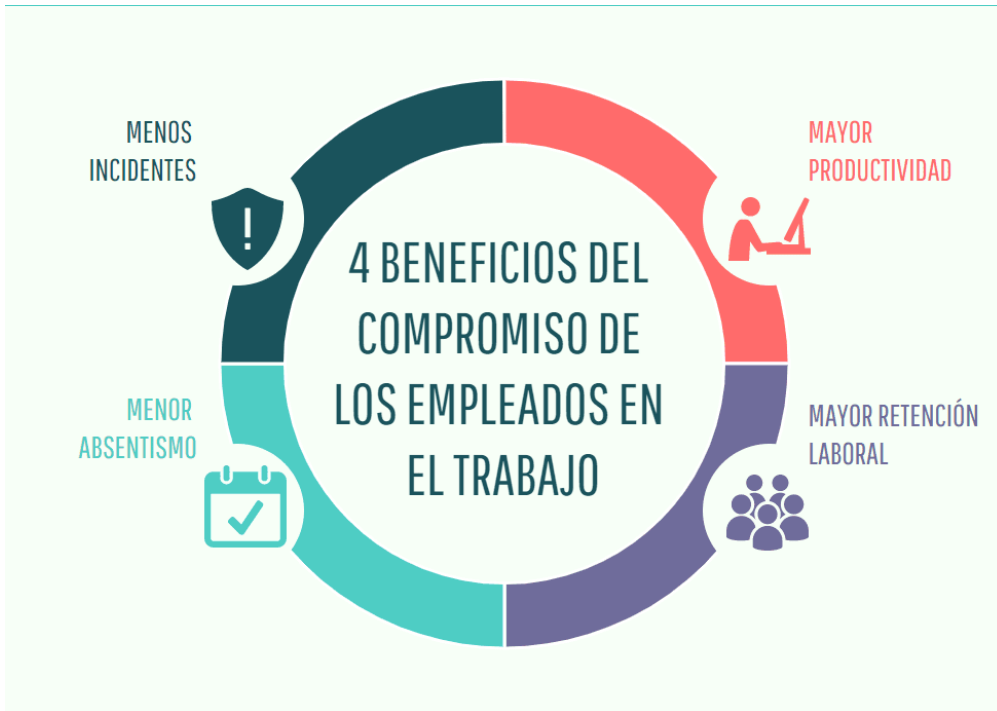 4 BENEFICIOS DEL
COMPROMISO DE
LOS EMPLEADOS EN
EL TRABAJO
MENOS
INCIDENTES
MAYOR
PRODUCTIVIDAD
MENOR
ABSENTISMO
MAYOR RETENCIÓN
LABORAL